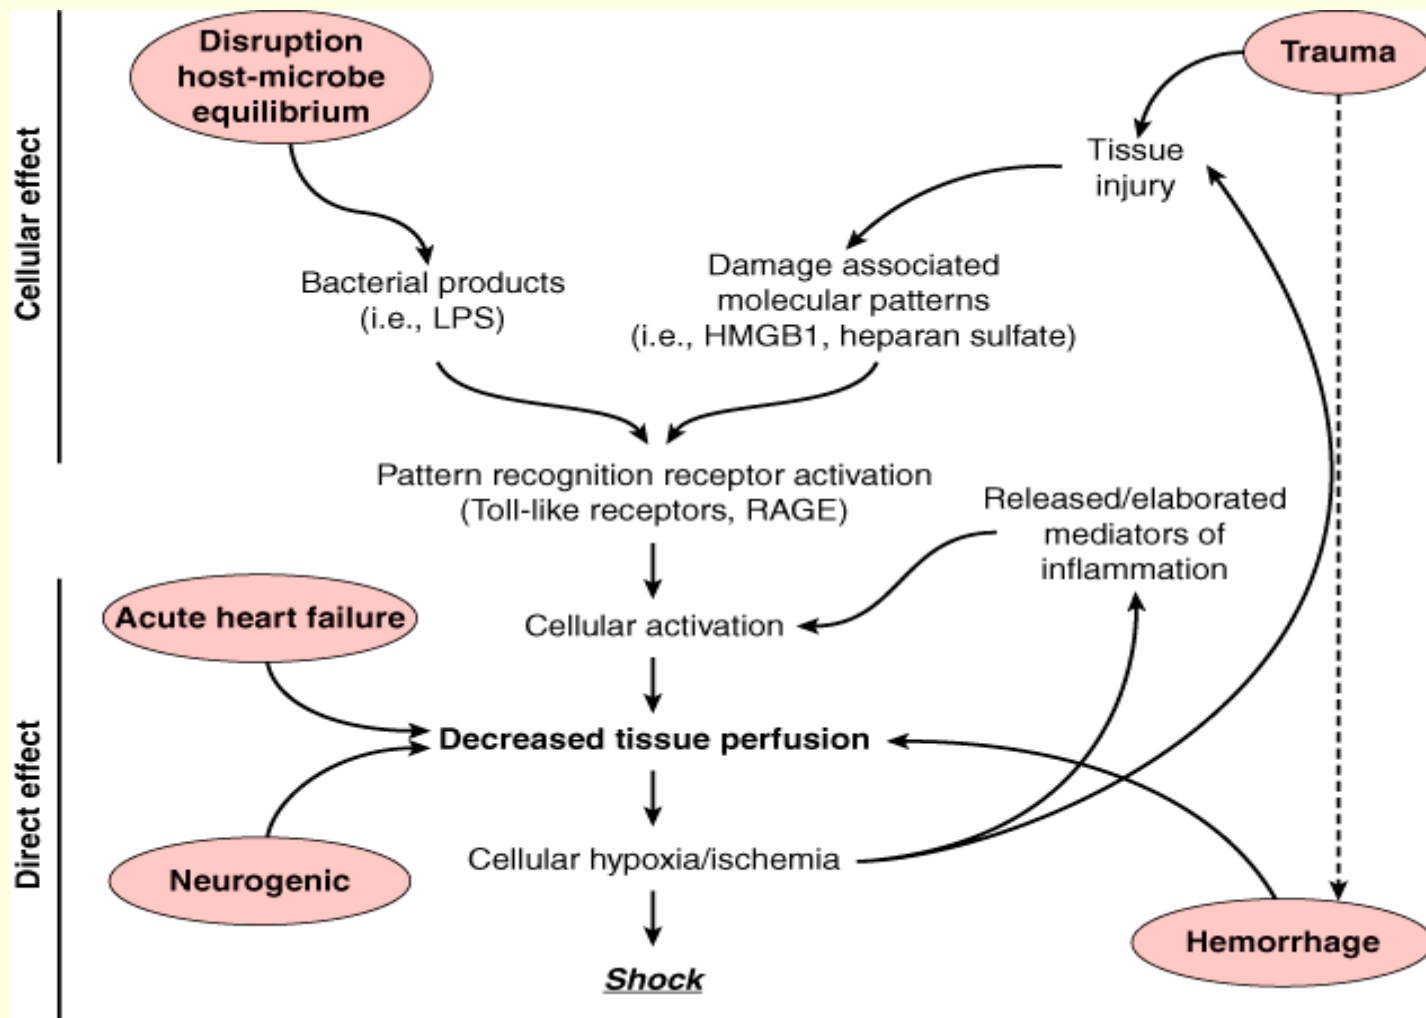 Cellular effect
Disruption
host-microbe
equilibrium
Trauma
Tissue
injury
Bacterial products
(i.e., LPS)
Damage associated
molecular patterns
(i.e., HMGB1, heparan sulfate)
Pattern recognition receptor activation
(Toll-like receptors, RAGE)
Released/elaborated
mediators of
inflammation
Direct effect
Acute heart failure
Cellular activation
Decreased tissue perfusion
Neurogenic
Cellular hypoxia/ischemia
Hemorrhage
Shock